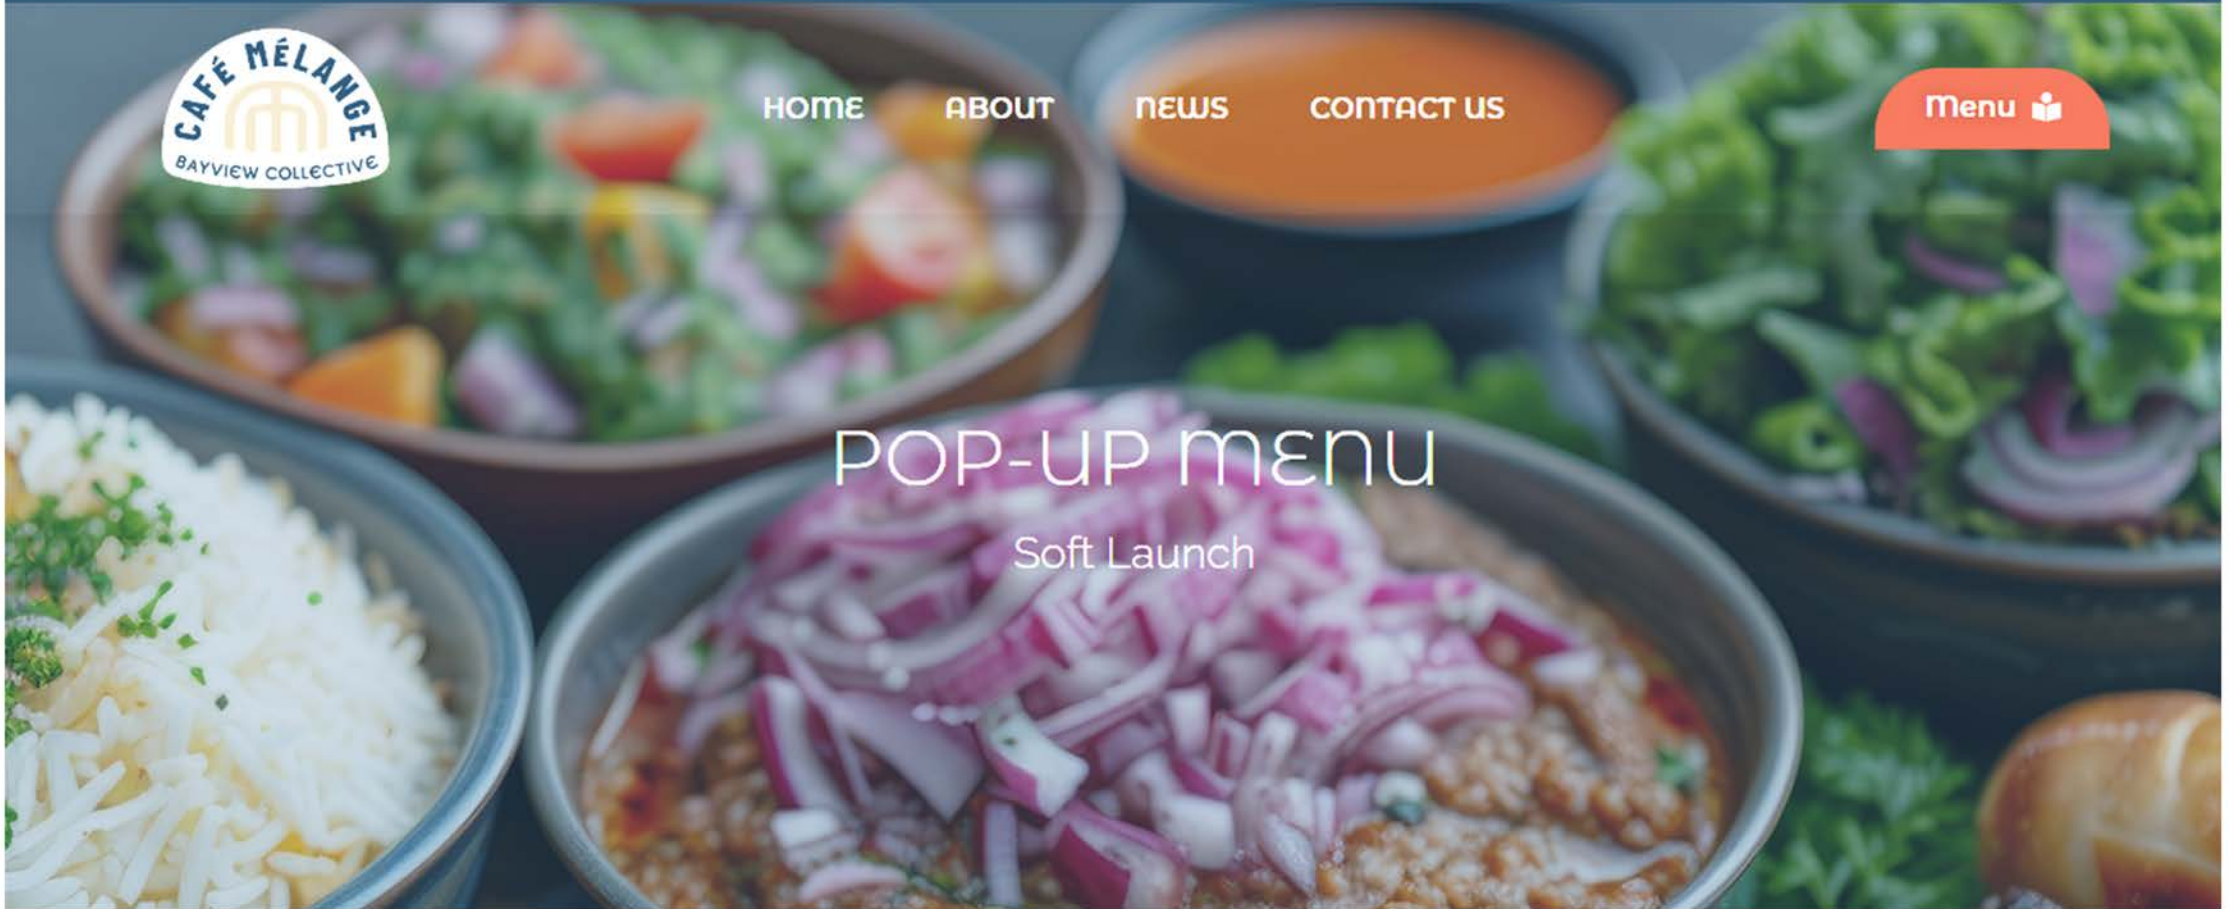 CAFÉ MÉLANGE
BAYVIEW COLLECTIVE
HOME
ABOUT
NEWS
CONTACT US
Menu
POP-UP MENU
Soft Launch